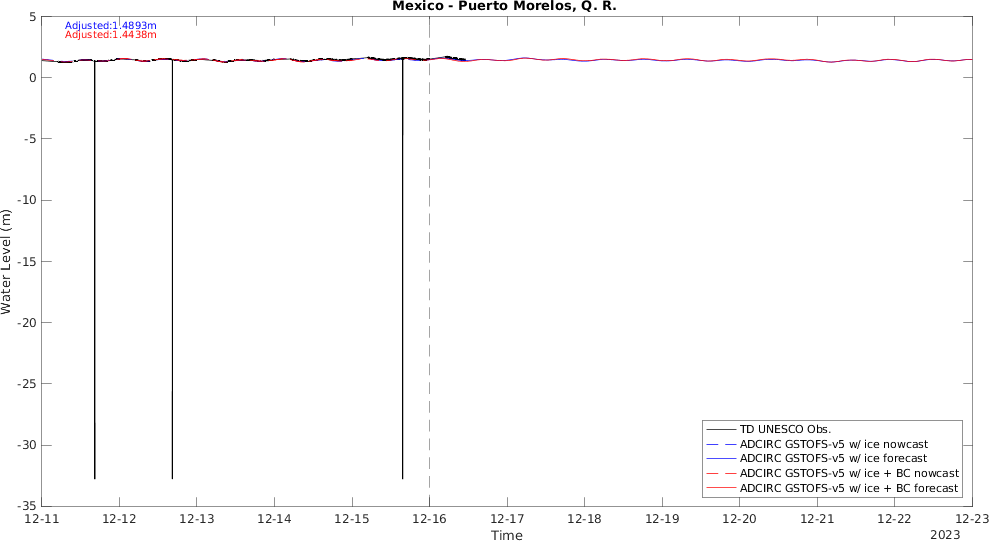 Mexico - Puerto Morelos, Q. R.
Adjusted:1.4893m
Adjusted:1.4438m
5
0
-5
-10
-15
-20
-25
-30
-35
Water Level (m)
12-11 12-12 12-13 12-14 12-15 12-16 12-17 12-18 12-19 12-20 12-21 12-22 12-23
Time
2023
TD UNESCO Obs.
ADCIRC GSTOFS-v5 w/ ice nowcast
ADCIRC GSTOFS-v5 w/ ice forecast
ADCIRC GSTOFS-v5 w/ ice + BC nowcast
ADCIRC GSTOFS-v5 w/ ice + BC forecast